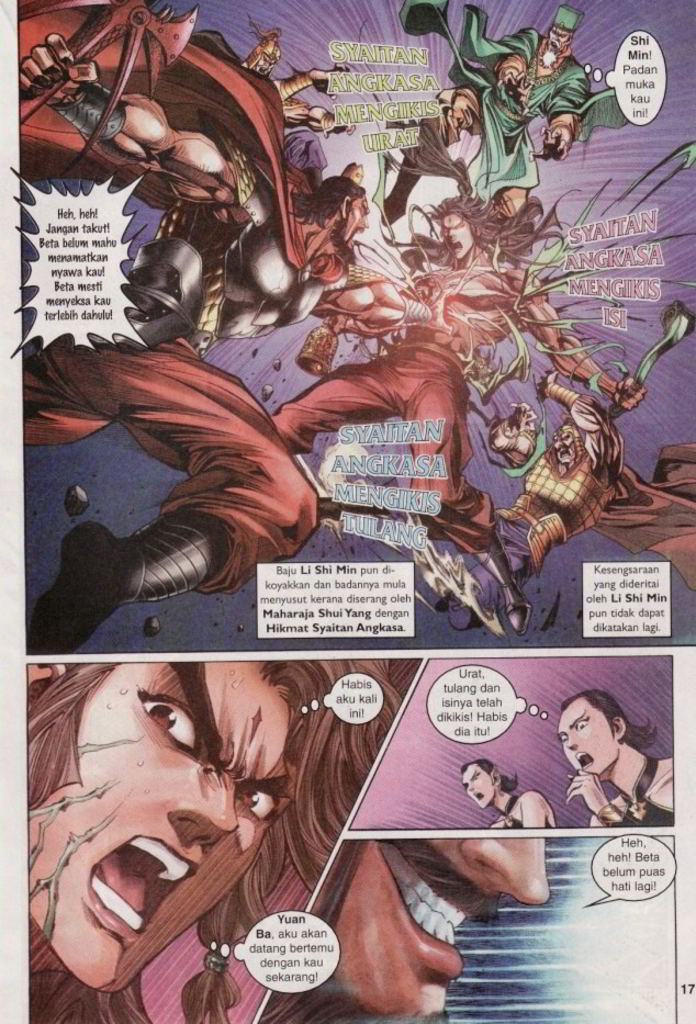 SYAITAN
ANGKASA
MENGIKIS
URAT
Shi
Min!
Padan
muka
kau
ini!
Heh, heh!
Jangan takut!
Beta belum mahu
menamatkan
nyawa kau!
Beta mesti
menyeksa kau
terlebih dahulu!
SYAITAN
ANGKASA
MENGIKIS
ISI
SYAITAN
ANGKASA
MENGIKIS
TULANG
Baju Li Shi Min pun di-
koyakkan dan badannya mula
menyusut kerana diserang oleh
Maharaja Shui Yang dengan
Hikmat Syaitan Angkasa.
Kesengsaraan
yang dideritai
oleh Li Shi Min
pun tidak dapat
dikatakan lagi.
Habis
aku kali
ini!
Urat,
tulang dan
isinya telah
dikikis! Habis
dia itu!
Yuan
Ba, aku akan
datang bertemu
dengan kau
sekarang!
Heh,
heh! Beta
belum puas
hati lagi!
17